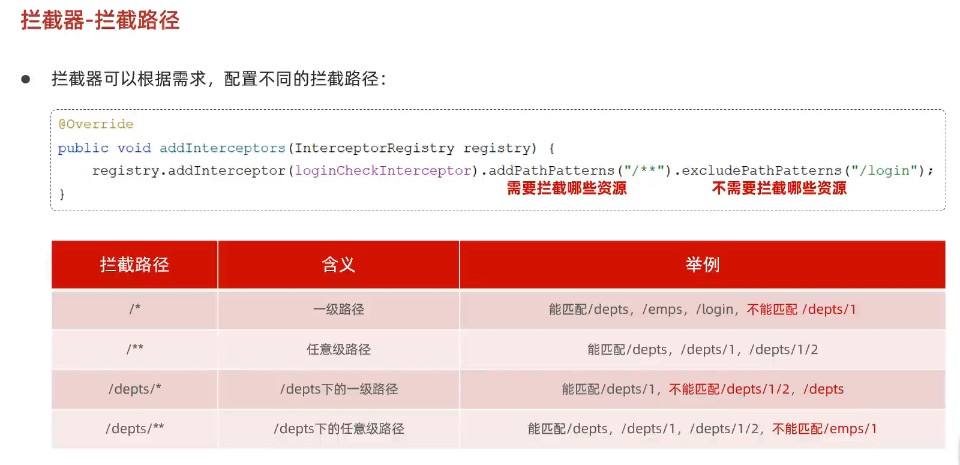 拦截器-拦截路径
● 拦截器可以根据需求，配置不同的拦截路径：
@Override
public void addInterceptors(InterceptorRegistry registry) {
registry.addInterceptor(loginCheckInterceptor).addPathPatterns("/**").excludePathPatterns("/login");
需要拦截哪些资源 不需要拦截哪些资源
}
拦截路径 含义 举例
/* 一级路径 能匹配/depts，/emps，/login，不能匹配 /depts/1
/** 任意级路径 能匹配/depts，/depts/1，/depts/1/2
/depts/* /depts下的一级路径 能匹配/depts/1，不能匹配/depts/1/2，/depts
/depts/** /depts下的任意级路径 能匹配/depts，/depts/1，/depts/1/2，不能匹配/emps/1